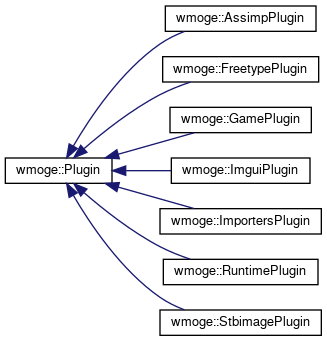 wmoge::AssimpPlugin
wmoge::FreetypePlugin
wmoge::GamePlugin
wmoge::Plugin
wmoge::ImguiPlugin
wmoge::ImportersPlugin
wmoge::RuntimePlugin
wmoge::StbimagePlugin